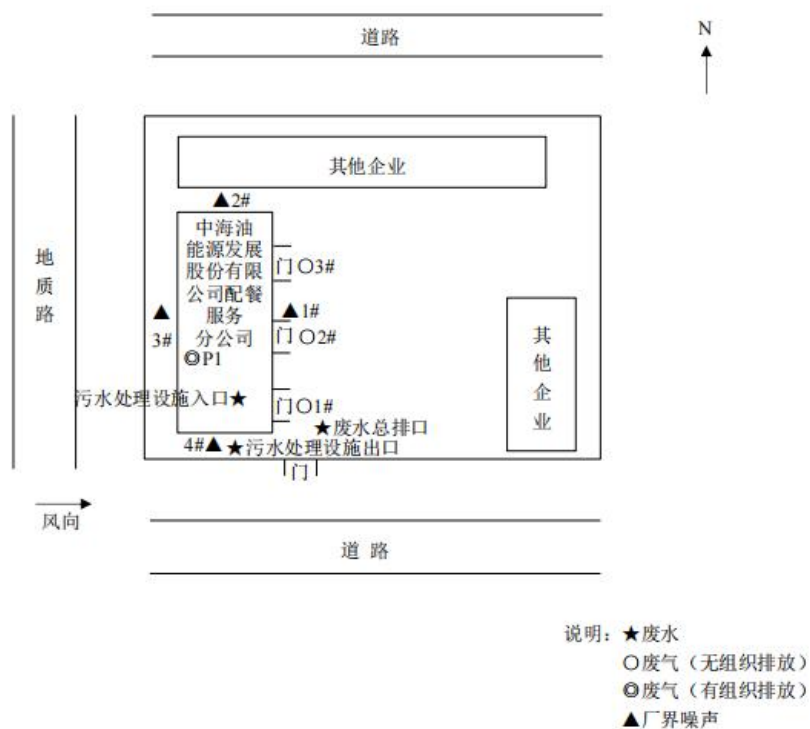 道路
N
其他企业
▲2#
中海油
能源发展
股份有限
公司配餐
服务
分公司
◎P1
门○3#
▲1#
门○2#
地质路
▲
3#
其他企业
污水处理设施入口★
门○1#
★废水总排口
4#▲★污水处理设施出口
门
风向
道 路
说明：★废水
○废气（无组织排放）
◎废气（有组织排放）
▲厂界噪声